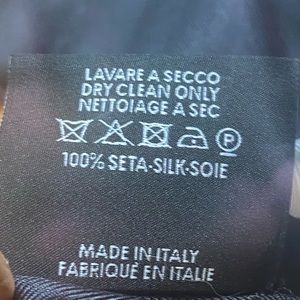 LAVARE A SECCO
DRY CLEAN ONLY
NETTOIAGE A SEC
P
100% SETA-SILK-SOIE
MADE IN ITALY
FABRIQUÉ EN ITALIE